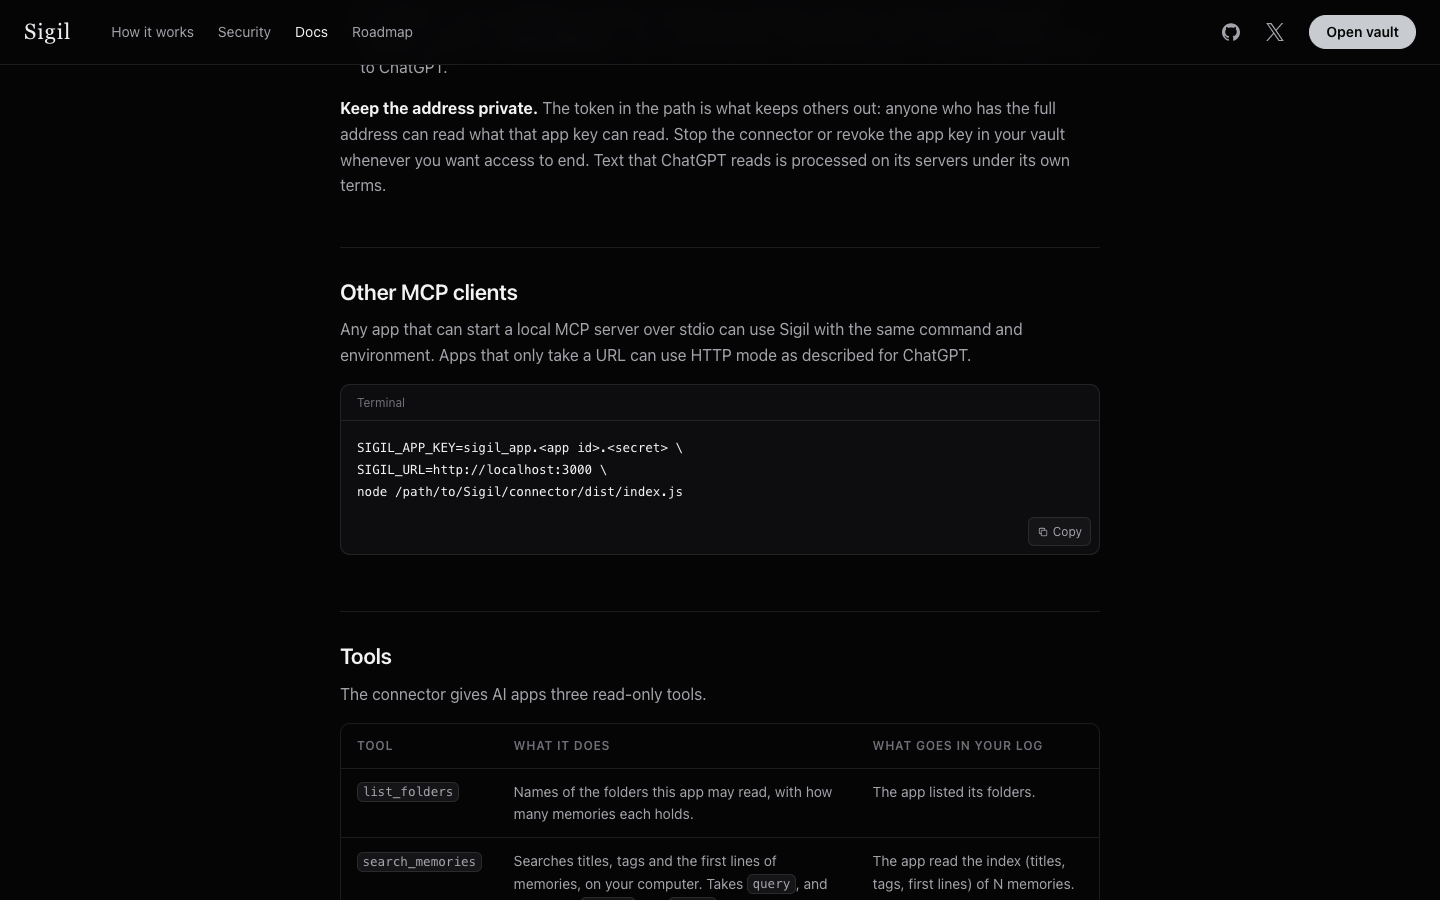 Sigil
How it works
Security
Docs
Roadmap
Open vault
to ChatGPT.
Keep the address private. The token in the path is what keeps others out: anyone who has the full
address can read what that app key can read. Stop the connector or revoke the app key in your vault
whenever you want access to end. Text that ChatGPT reads is processed on its servers under its own
terms.
Other MCP clients
Any app that can start a local MCP server over stdio can use Sigil with the same command and
environment. Apps that only take a URL can use HTTP mode as described for ChatGPT.
Terminal
SIGIL_APP_KEY=sigil_app.<app id>.<secret> \
SIGIL_URL=http://localhost:3000 \
node /path/to/Sigil/connector/dist/index.js
Copy
Tools
The connector gives AI apps three read-only tools.
TOOL
WHAT IT DOES
WHAT GOES IN YOUR LOG
list_folders
Names of the folders this app may read, with how
many memories each holds.
The app listed its folders.
search_memories
Searches titles, tags and the first lines of
memories, on your computer. Takes query, and
The app read the index (titles,
tags, first lines) of N memories.